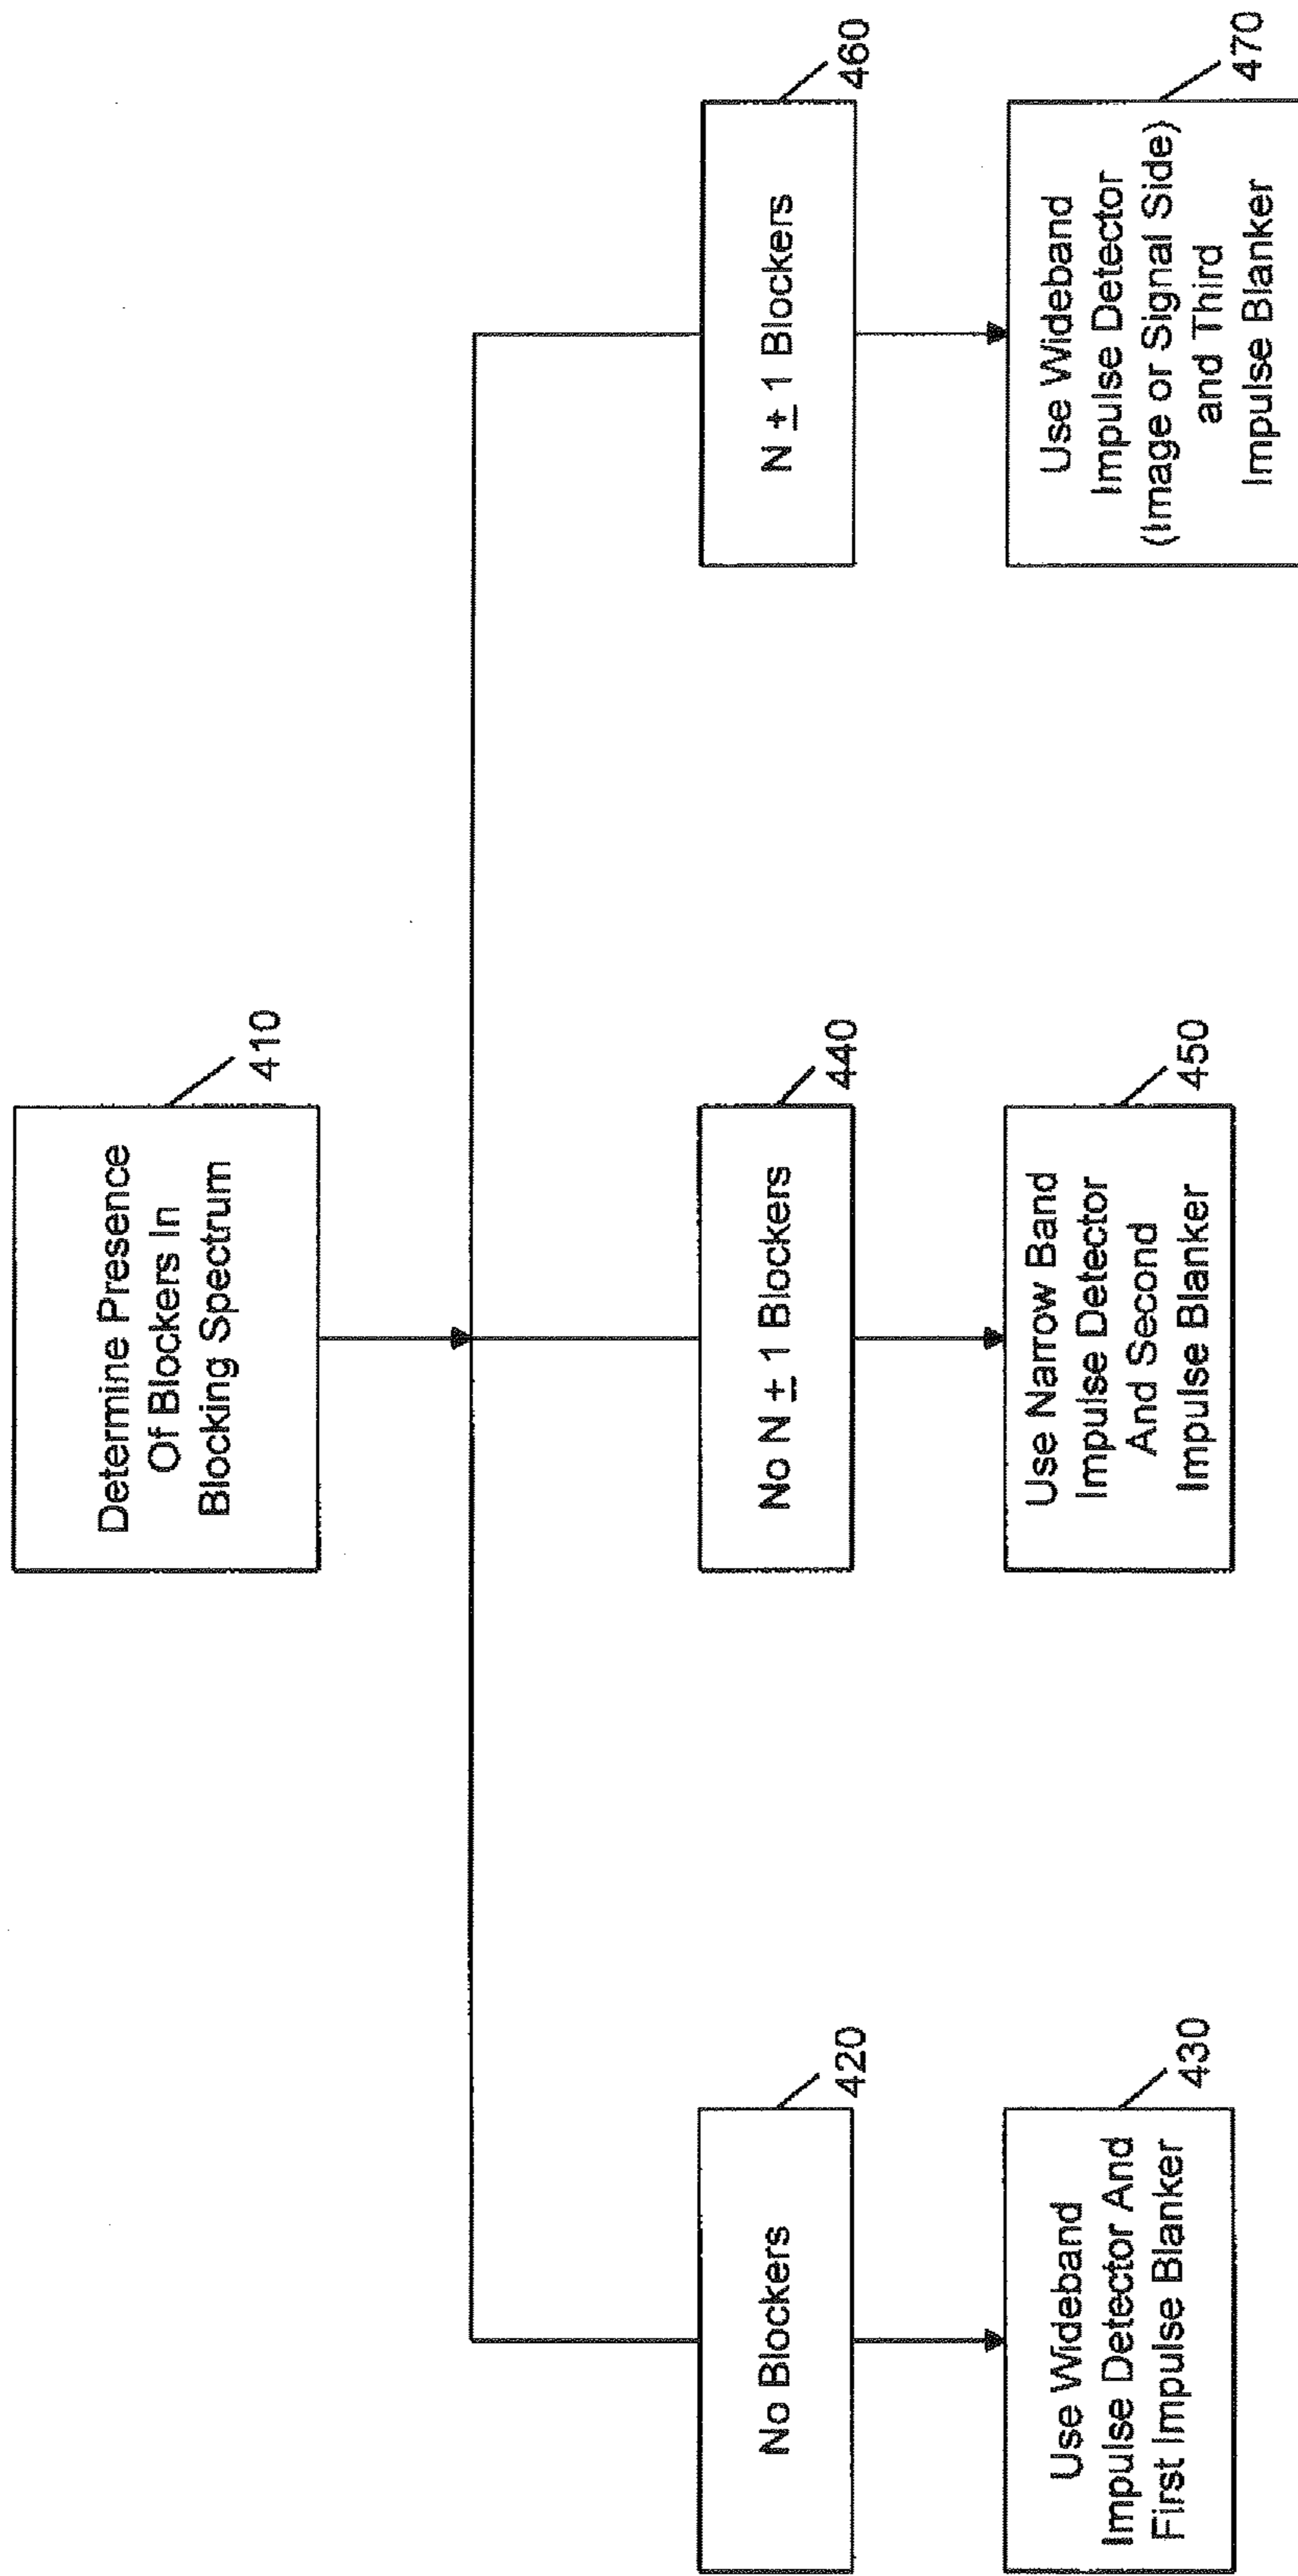 Determine Presence
Of Blockers In
Blocking Spectrum
410
No Blockers
420
Use Wideband
Impulse Detector And
First Impulse Blanker
430
No N ± 1 Blockers
440
Use Narrow Band
Impulse Detector
And Second
Impulse Blanker
450
N ± 1 Blockers
460
Use Wideband
Impulse Detector
(Image or Signal Side)
and Third
Impulse Blanker
470